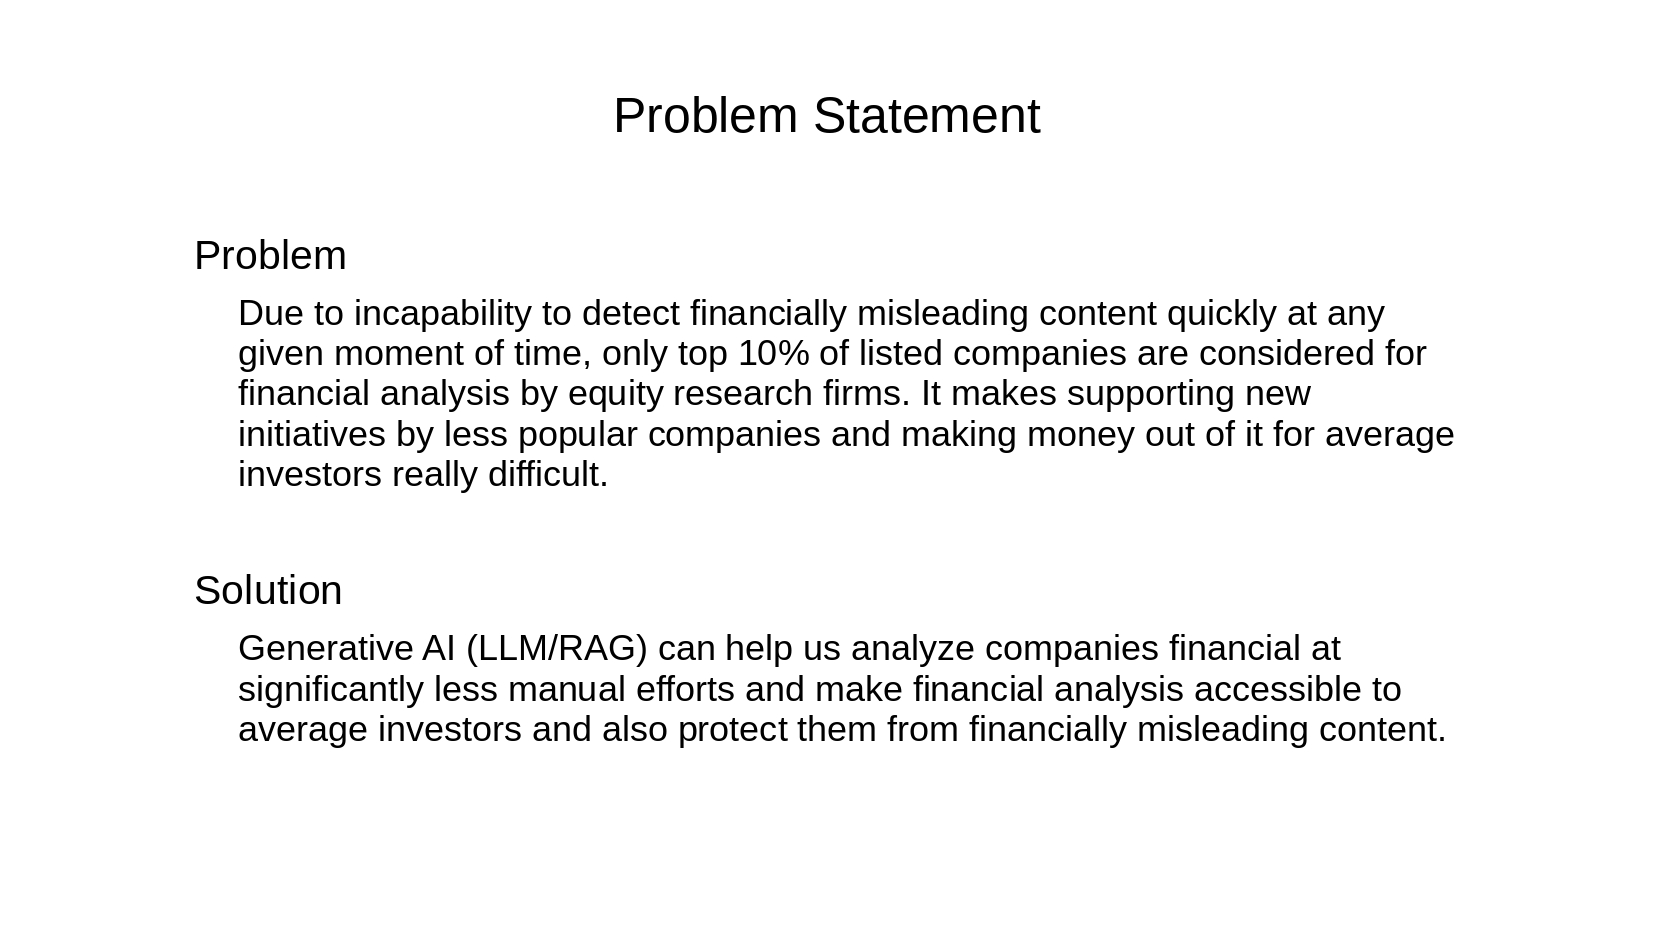 Problem Statement
Problem
Due to incapability to detect financially misleading content quickly at any
given moment of time, only top 10% of listed companies are considered for
financial analysis by equity research firms. It makes supporting new
initiatives by less popular companies and making money out of it for average
investors really difficult.
Solution
Generative AI (LLM/RAG) can help us analyze companies financial at
significantly less manual efforts and make financial analysis accessible to
average investors and also protect them from financially misleading content.